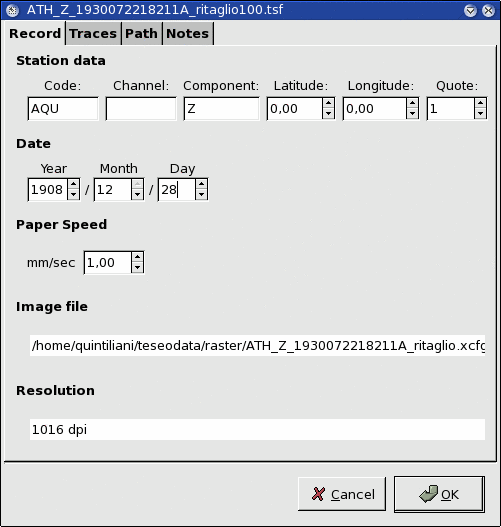 ATH_Z_1930072218211A_ritaglio100.tsf
Record Traces Path Notes
Station data
Code: Channel: Component: Latitude: Longitude: Quote:
AQU Z 0,00 0,00 1
Date
Year Month Day
1908 / 12 / 28
Paper Speed
mm/sec 1,00
Image file
/home/quintiliani/teseodata/raster/ATH_Z_1930072218211A_ritaglio.xcfg
Resolution
1016 dpi
Cancel OK